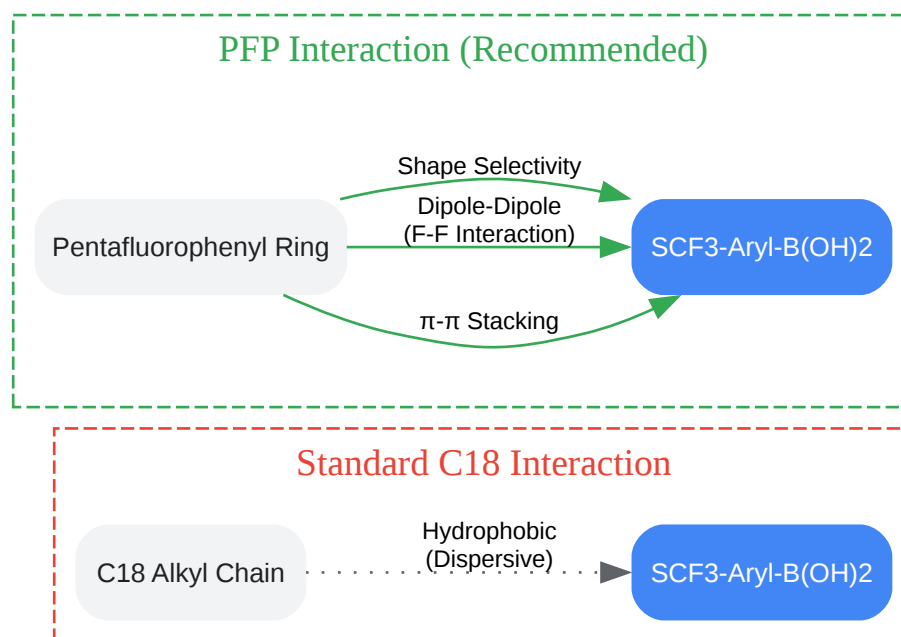 PFP Interaction (Recommended)
Shape Selectivity
Dipole-Dipole
(F-F Interaction)
Pentafluorophenyl Ring
SCF3-Aryl-B(OH)2
π-π Stacking
Standard C18 Interaction
Hydrophobic
(Dispersive)
C18 Alkyl Chain
SCF3-Aryl-B(OH)2